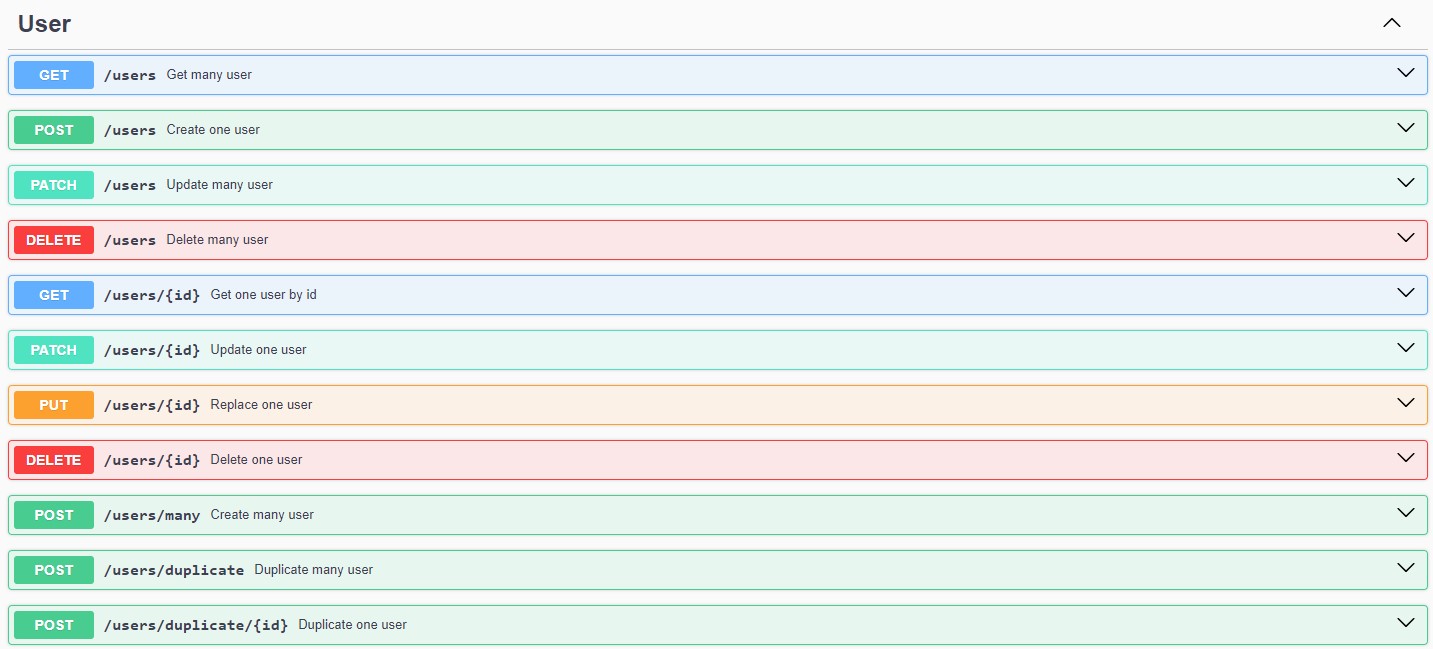 User
GET /users Get many user
POST /users Create one user
PATCH /users Update many user
DELETE /users Delete many user
GET /users/{id} Get one user by id
PATCH /users/{id} Update one user
PUT /users/{id} Replace one user
DELETE /users/{id} Delete one user
POST /users/many Create many user
POST /users/duplicate Duplicate many user
POST /users/duplicate/{id} Duplicate one user